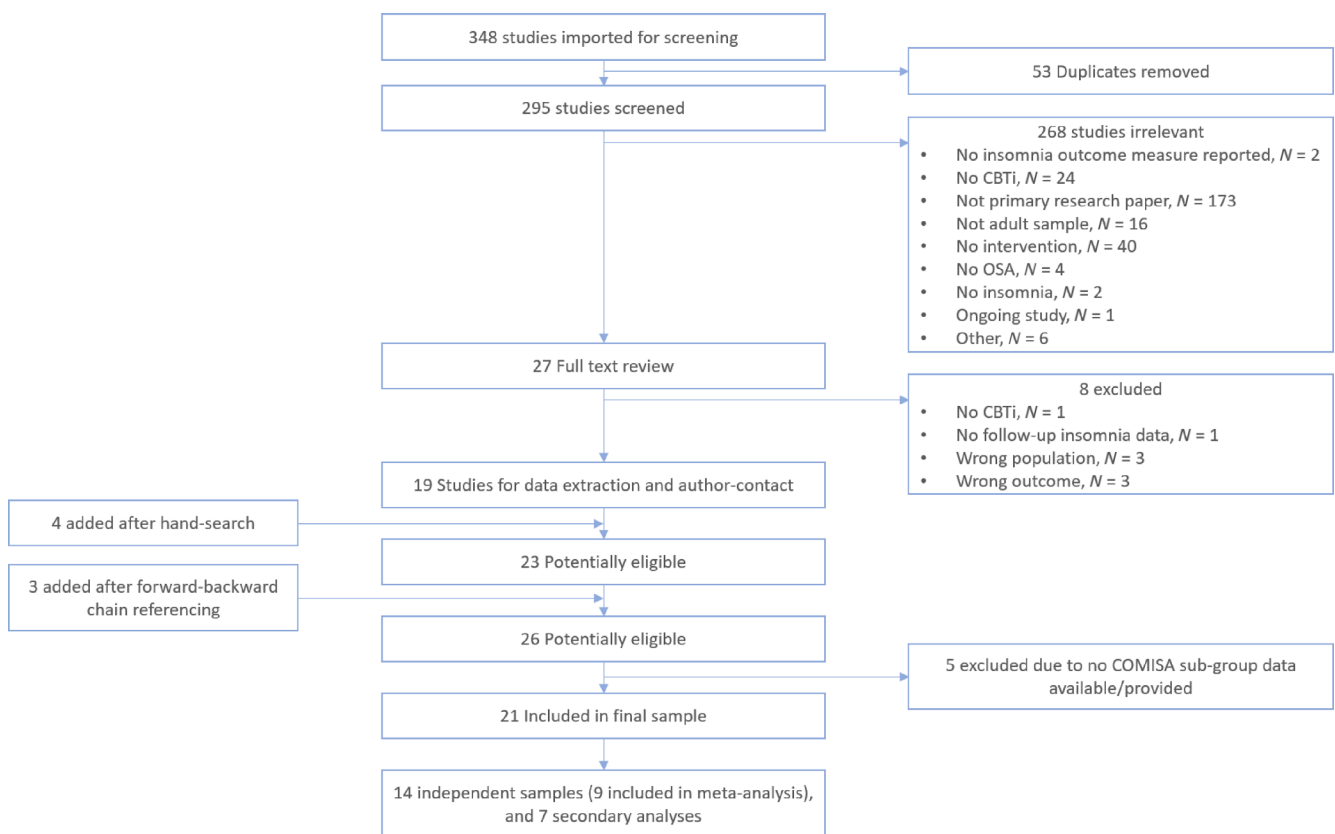 348 studies imported for screening
53 Duplicates removed
295 studies screened
268 studies irrelevant
• No insomnia outcome measure reported, N = 2
• No CBTi, N = 24
• Not primary research paper, N = 173
• Not adult sample, N = 16
• No intervention, N = 40
• No OSA, N = 4
• No insomnia, N = 2
• Ongoing study, N = 1
• Other, N = 6
27 Full text review
8 excluded
• No CBTi, N = 1
• No follow-up insomnia data, N = 1
• Wrong population, N = 3
• Wrong outcome, N = 3
19 Studies for data extraction and author-contact
4 added after hand-search
23 Potentially eligible
3 added after forward-backward
chain referencing
26 Potentially eligible
5 excluded due to no COMISA sub-group data
available/provided
21 Included in final sample
14 independent samples (9 included in meta-analysis),
and 7 secondary analyses